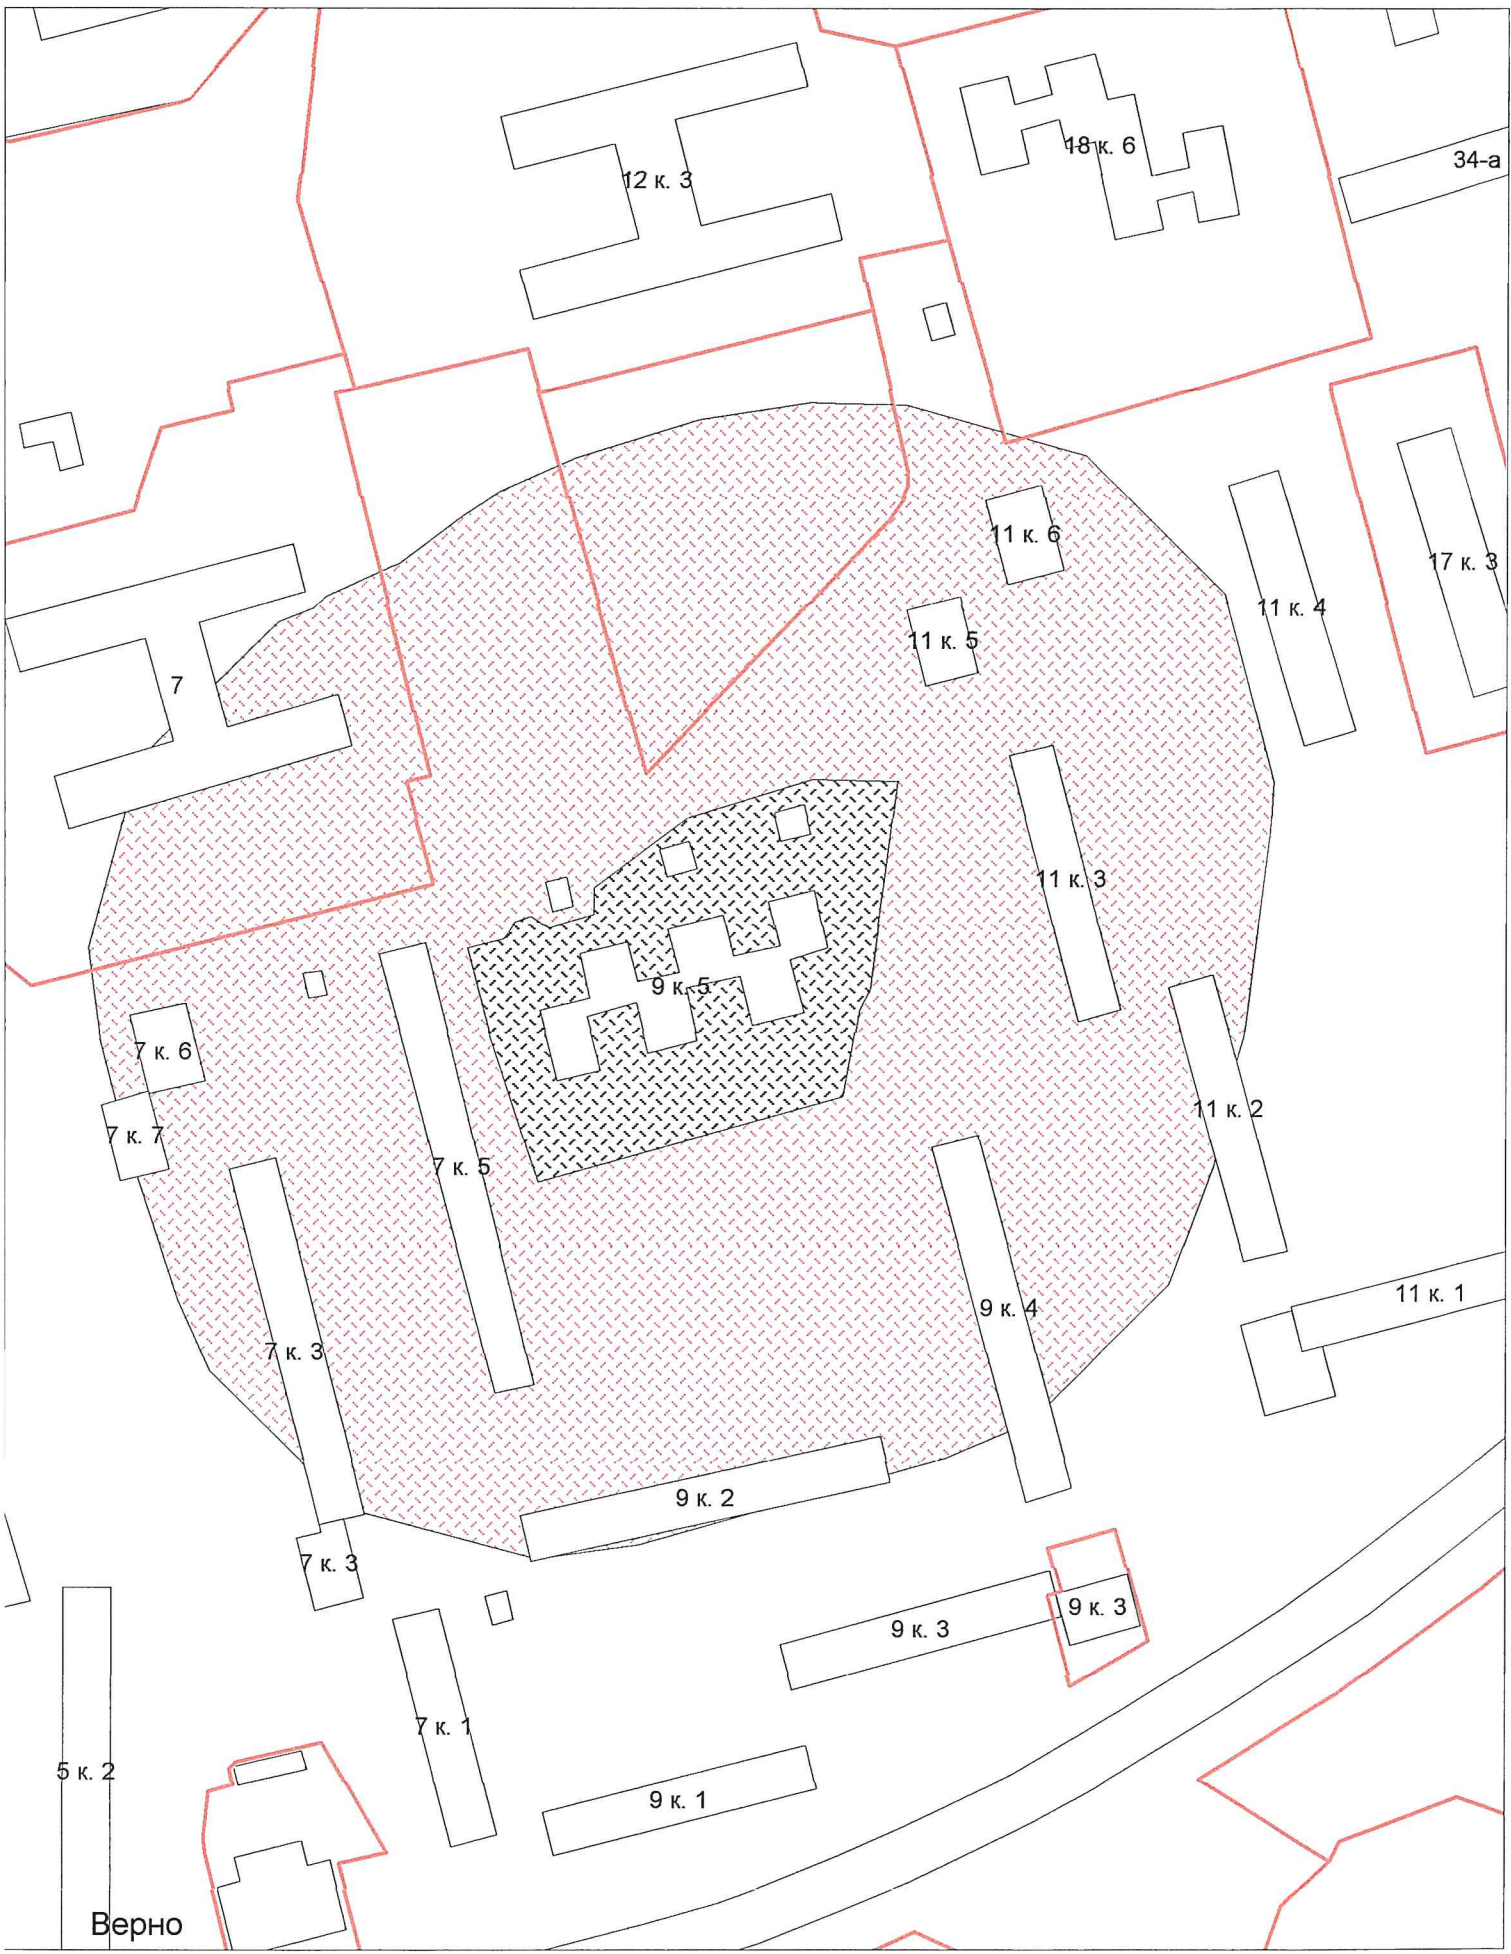 18 к. 6
34-а
12 к. 3
11 к. 6
17 к. 3
11 к. 4
11 к. 5
7
11 к. 3
9 к. 5
7 к. 6
11 к. 2
7 к. 7
7 к. 5
11 к. 1
9 к. 4
7 к. 3
9 к. 2
7 к. 3
9 к. 3
9 к. 3
7 к. 1
5 к. 2
9 к. 1
Верно